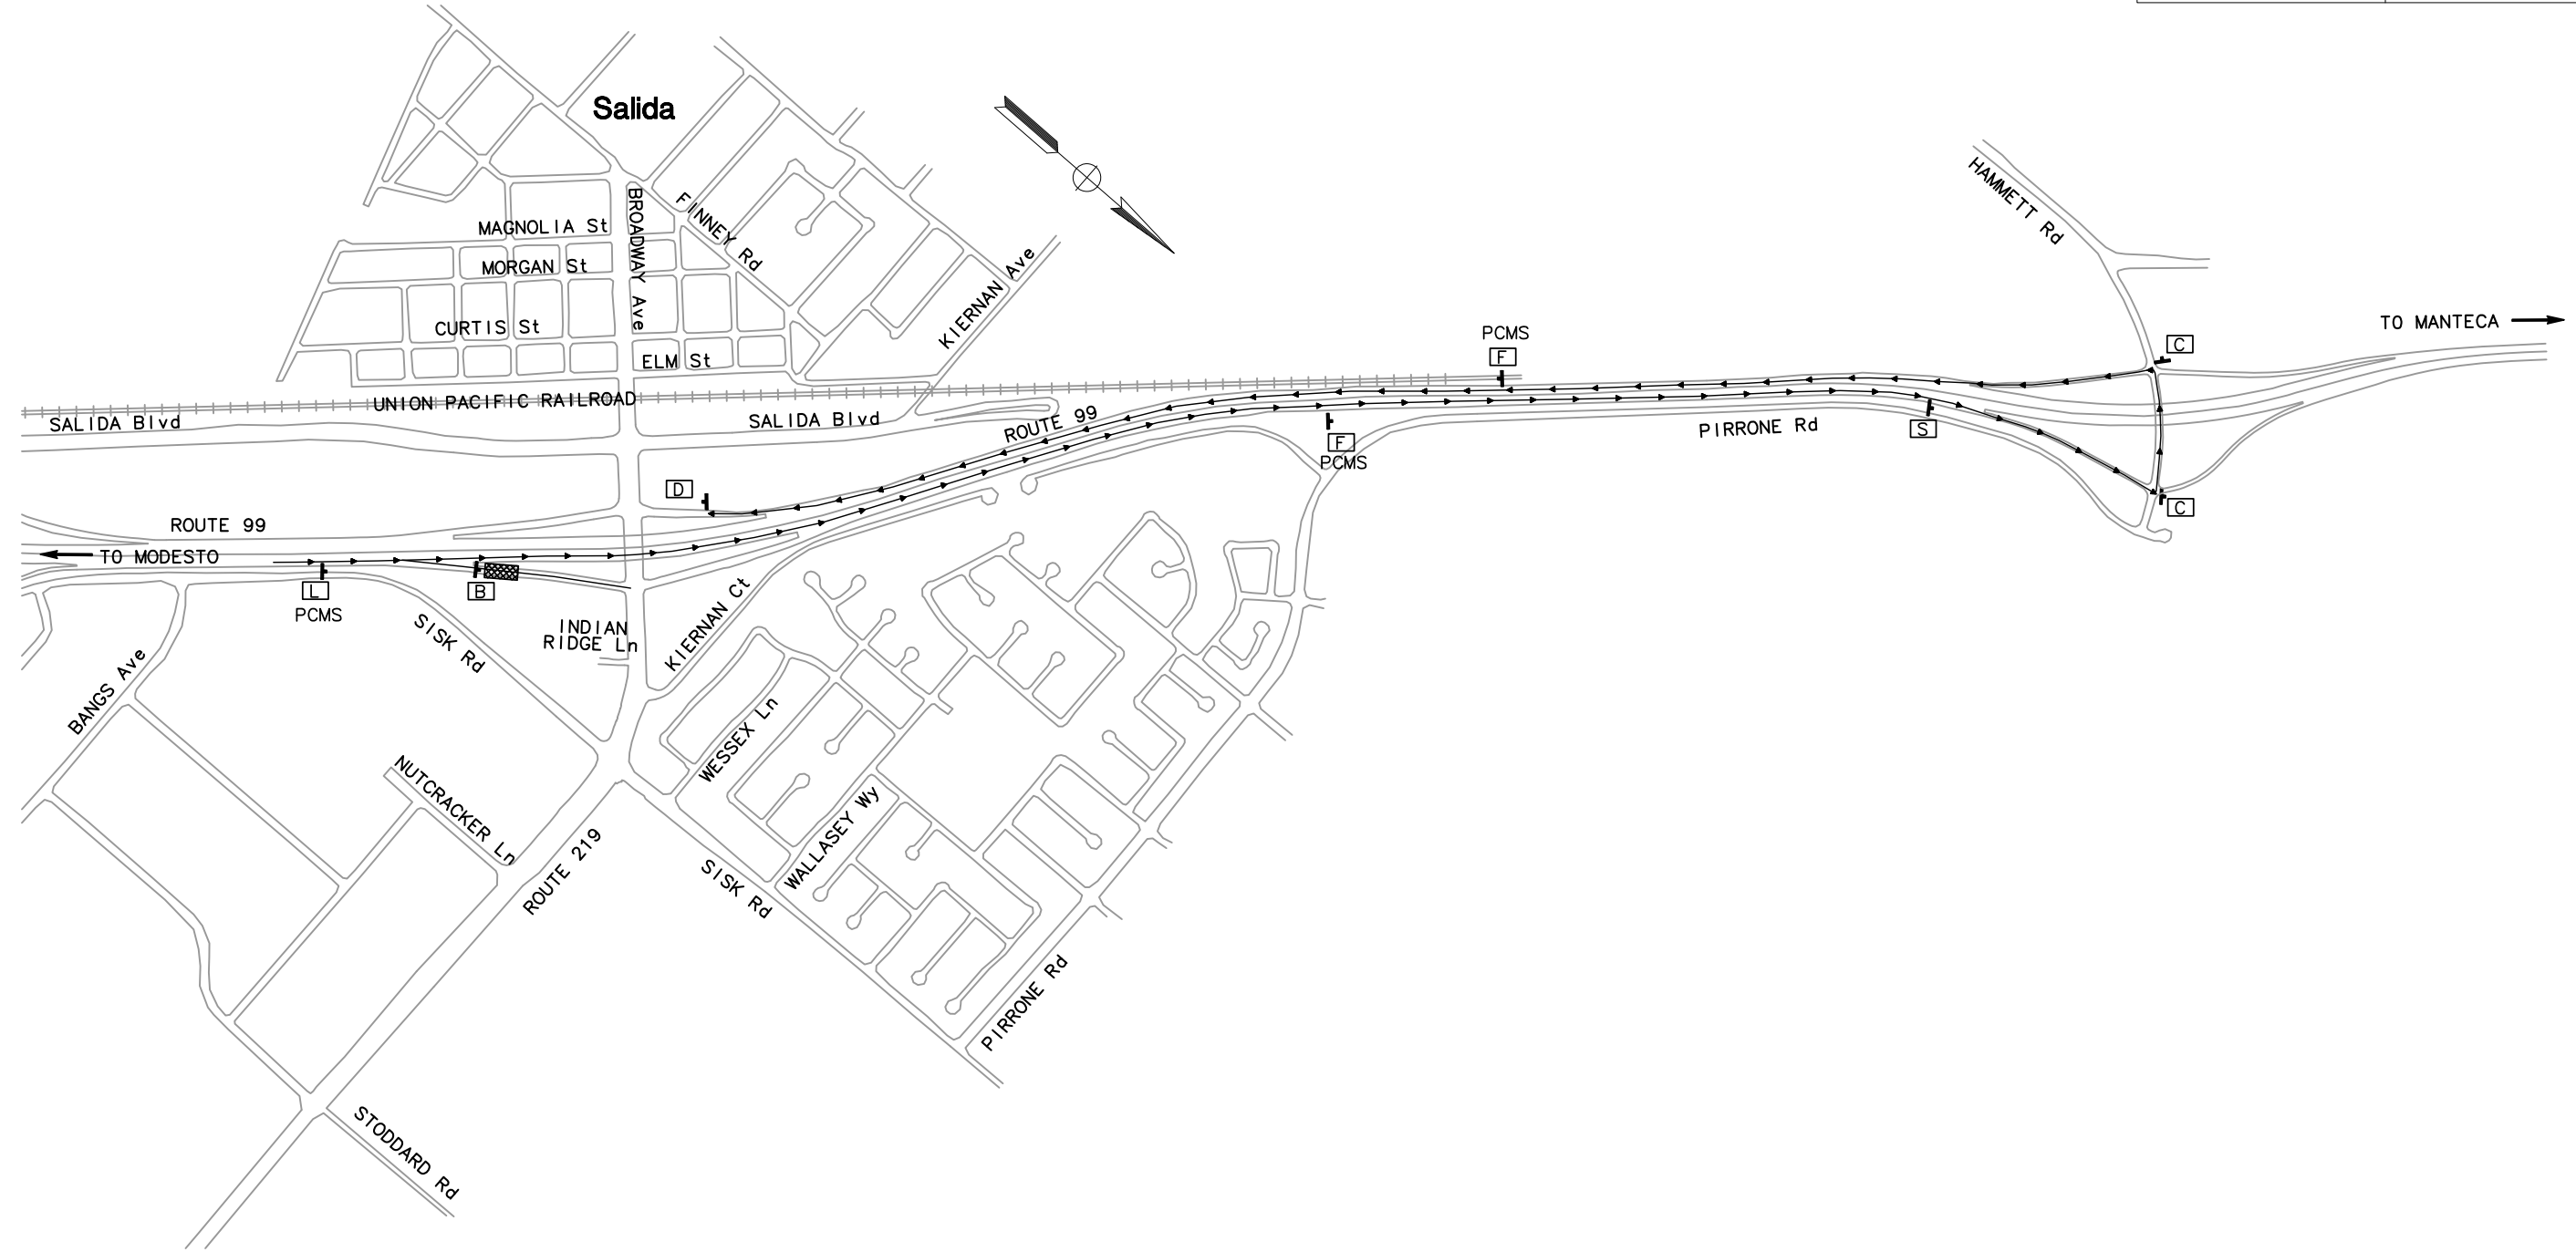 Salida
MAGNOLIA St
MORGAN St
CURTIS St
ELM St
BROADWAY Ave
FINNEY Rd
KIERNAN Ave
HAMMETT Rd
TO MANTECA
C
PCMS
F
UNION PACIFIC RAILROAD
SALIDA Blvd
SALIDA Blvd
ROUTE 99
F
PCMS
PIRRONE Rd
S
C
D
ROUTE 99
TO MODESTO
L
PCMS
B
SISK Rd
INDIAN
RIDGE Ln
KIERNAN Ct
BANGS Ave
NUTCRACKER Ln
WESSEX Ln
WALLASEY Wy
ROUTE 219
SISK Rd
PIRRONE Rd
STODDARD Rd